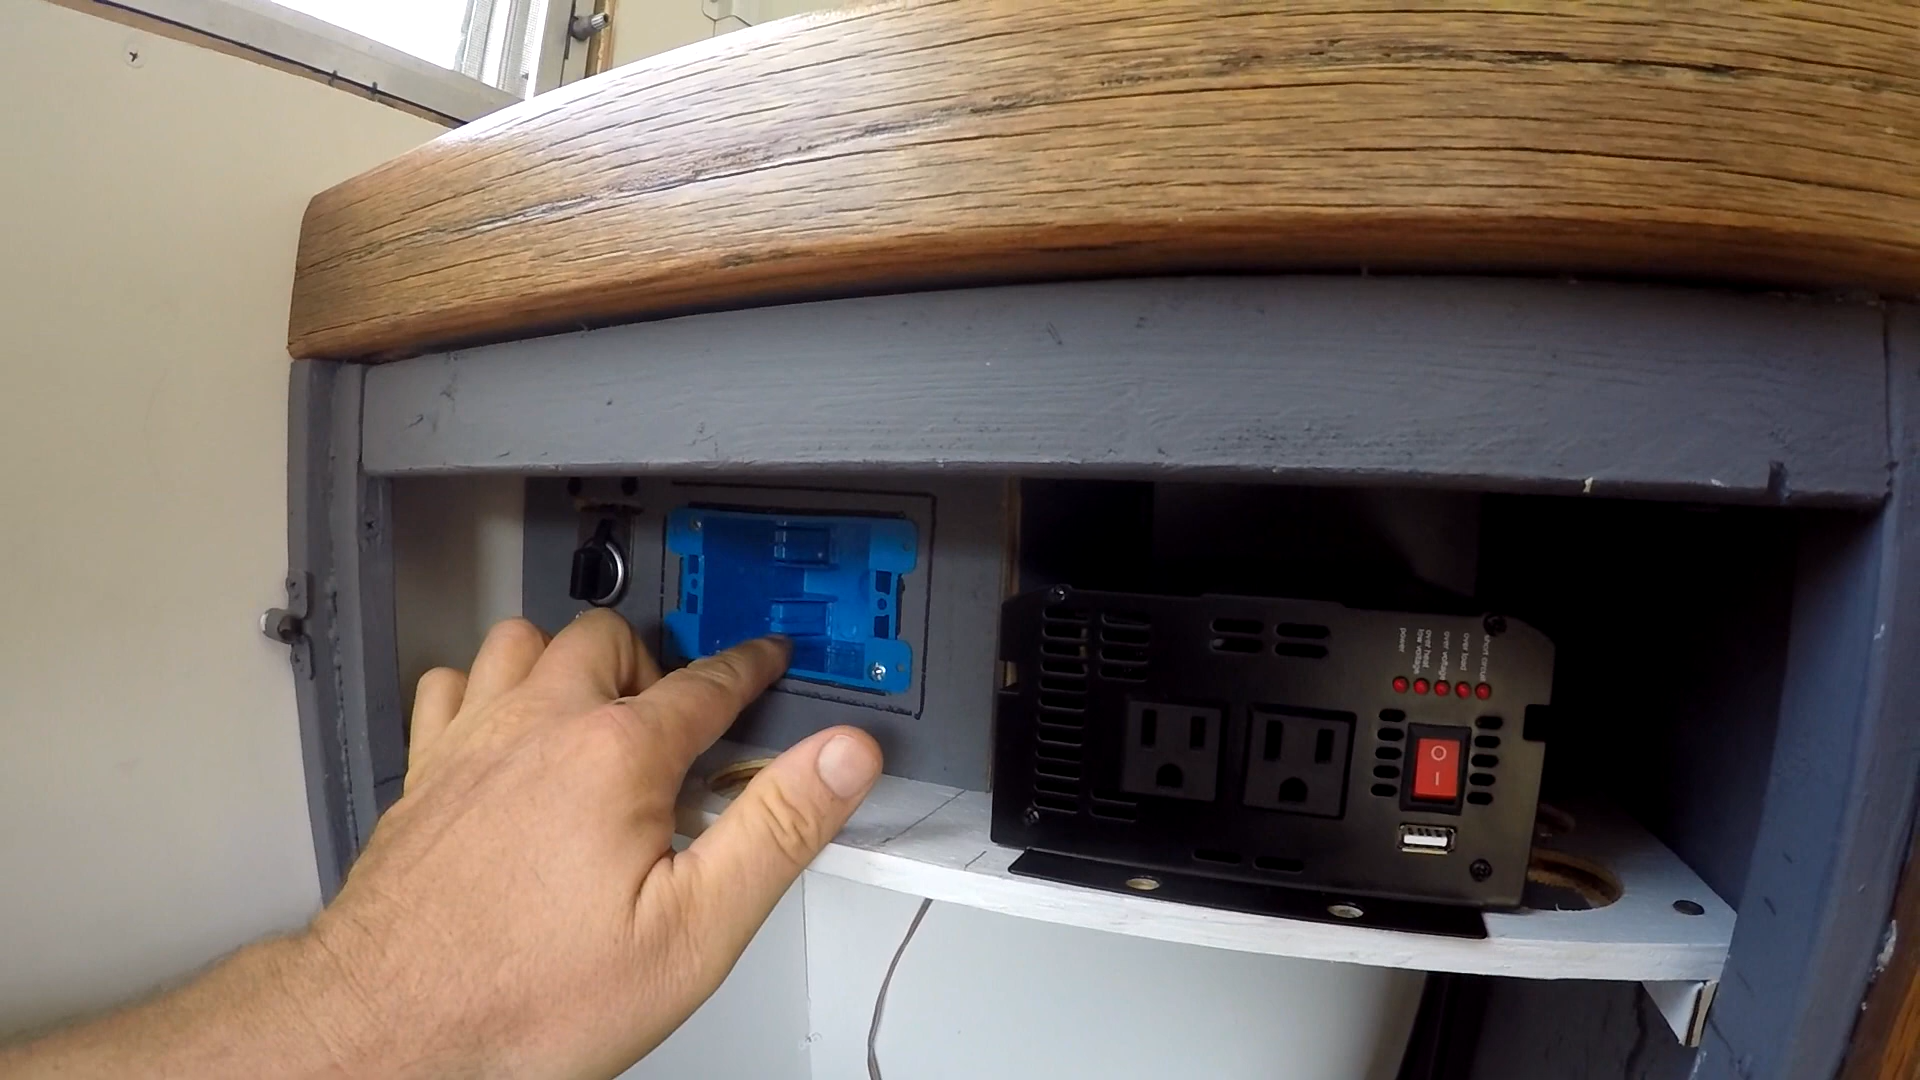 short circuit
over load
over voltage
over heat
low voltage
power